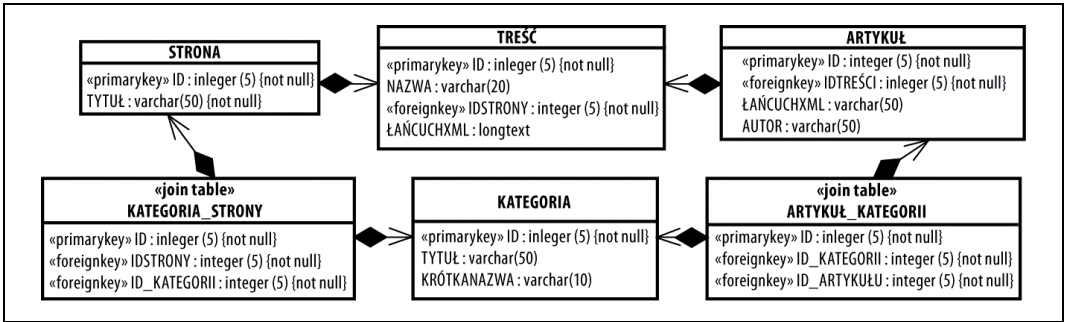 STRONA
«primarykey» ID : inleger (5) {not null}
TYTUŁ : varchar(50) {not null}
TREŚĆ
«primarykey» ID : inleger (5) {not null}
NAZWA : varchar(20)
«foreignkey» IDSTRONY : integer (5) {not null}
ŁAŃCUCHXML : longtext
ARTYKUŁ
«primarykey» ID : integer (5) {not null}
«foreignkey» IDTREŚCI : inleger (5) {not null}
ŁAŃCUCHXML : varchar(50)
AUTOR : varchar(50)
«join table»
KATEGORIA_STRONY
«primarykey» ID : inleger (5) {not null}
«foreignkey» IDSTRONY : integer (5) {not null}
«foreignkey» ID_KATEGORII : integer (5) {not null}
KATEGORIA
«primarykey» ID : inleger (5) {not null}
TYTUŁ : varchar(50)
KRÓTKANAZWA : varchar(10)
«join table»
ARTYKUŁ_KATEGORII
«primarykey» ID : inleger (5) {not null}
«foreignkey» ID_KATEGORII : integer (5) {not null}
«foreignkey» ID_ARTYKUŁU : integer (5) {not null}